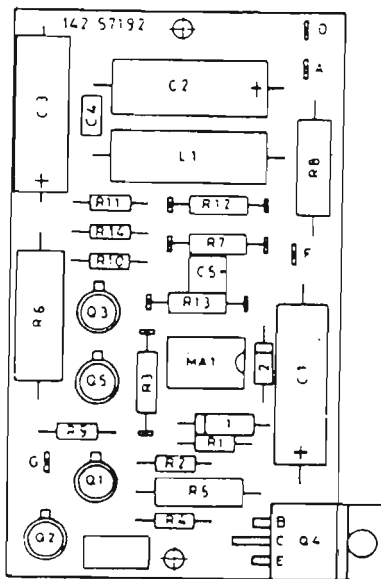 142 57192
D
A
C3
C2
+
C4
L1
R8
+
R11
R12
R14
R7
F
R10
C5
R6
R13
Q3
MA1
2
C1
Q5
R3
R9
1
R1
+
G
R2
Q1
R5
R4
B
Q2
C
Q4
E